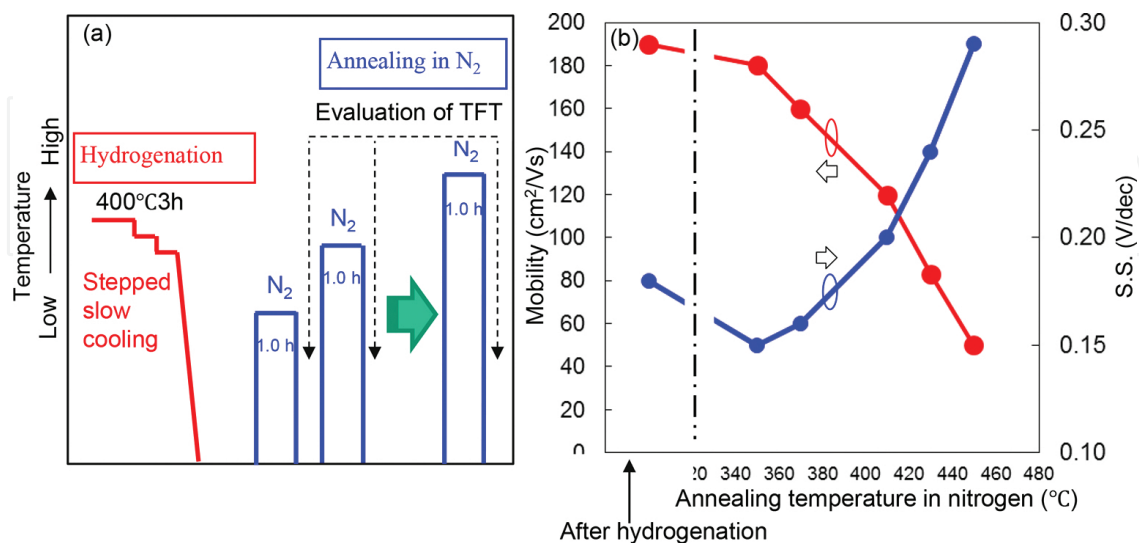 (a)
Annealing in N2
Evaluation of TFT
Hydrogenation
400℃3h
Stepped
slow
cooling
Temperature
Low
High
N2
1.0 h
N2
1.0 h
N2
1.0 h
(b)
200
180
160
140
120
100
80
60
40
20
0
Mobility (cm2/Vs)
0.30
0.25
0.20
0.15
0.10
S.S. (V/dec)
20 340 360 380 400 420 440 460 480
Annealing temperature in nitrogen (℃)
After hydrogenation